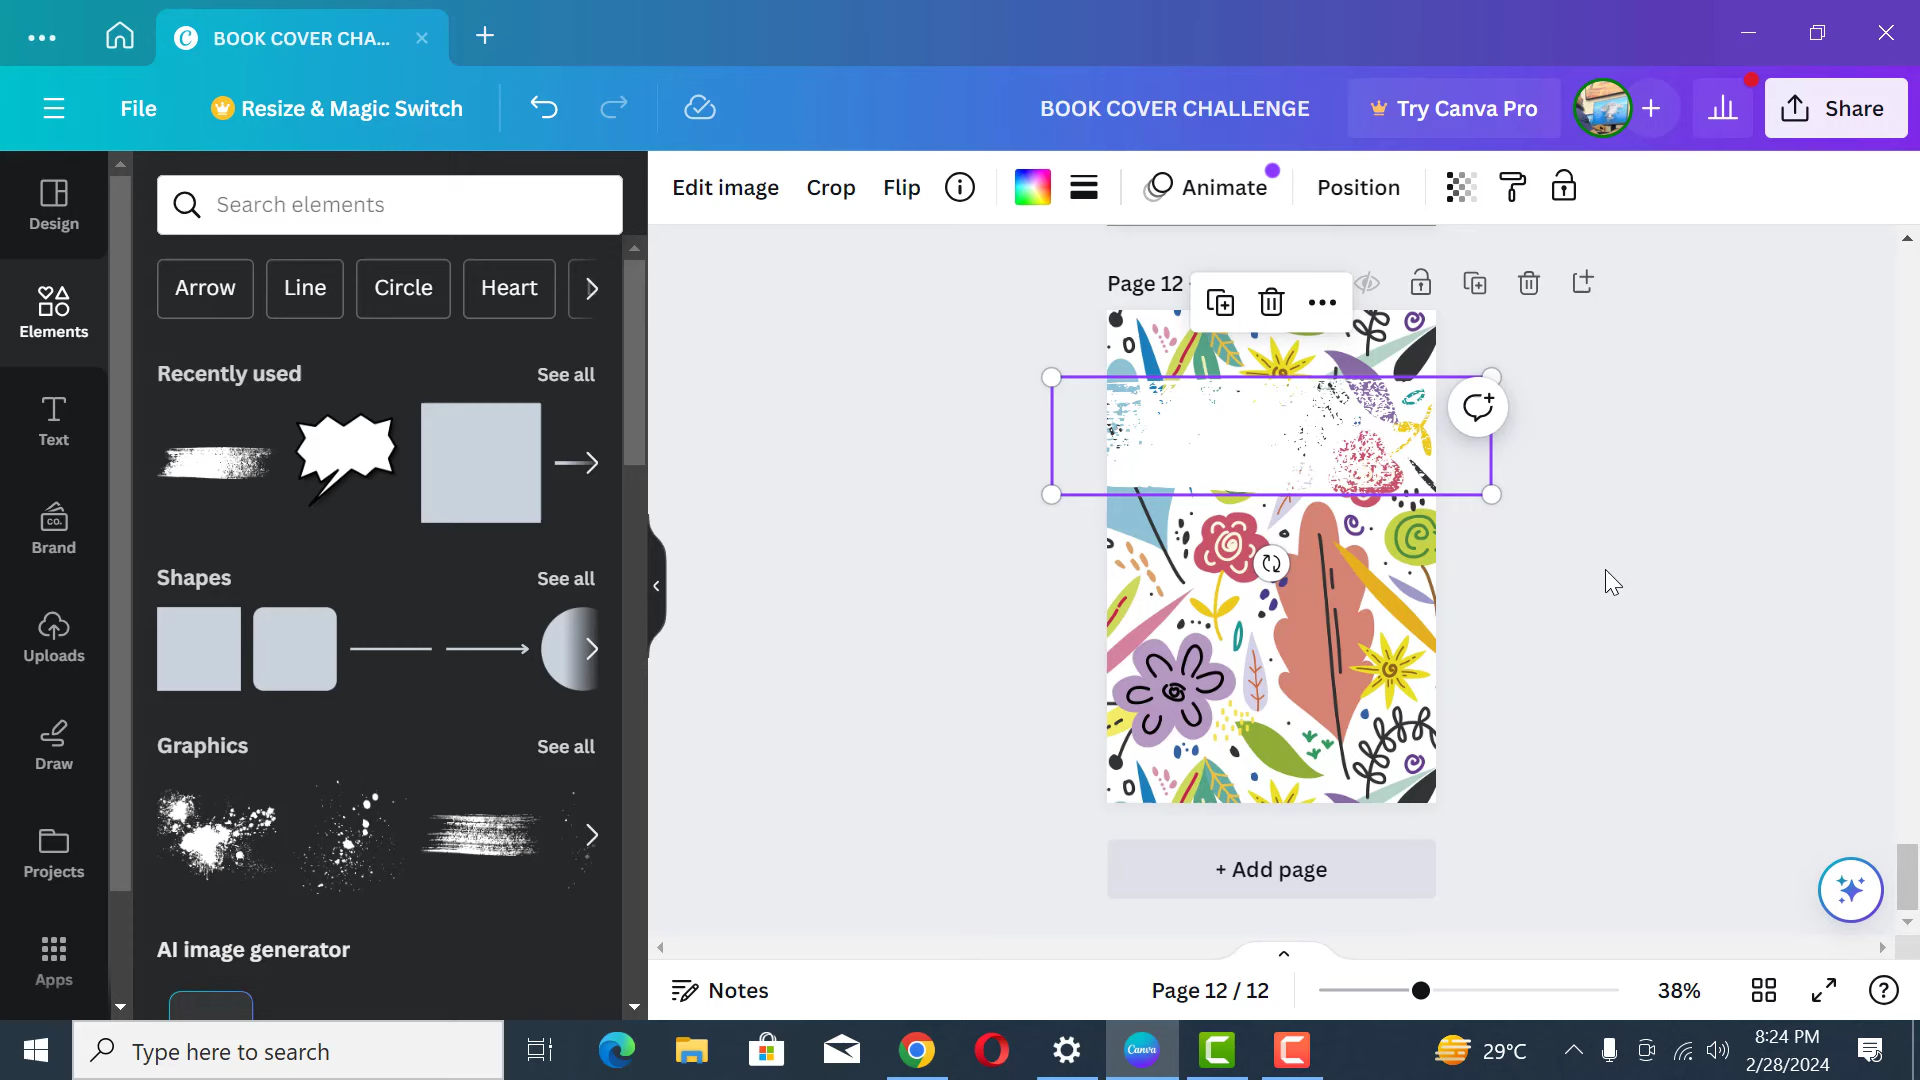 BOOK COVER CHA...
File
Resize & Magic Switch
BOOK COVER CHALLENGE
Try Canva Pro
Share
Design
Elements
Text
Brand
Uploads
Draw
Projects
Apps
Search elements
Arrow
Line
Circle
Heart
Recently used
See all
Shapes
See all
Graphics
See all
AI image generator
Edit image
Crop
Flip
Animate
Position
Page 12
+ Add page
Notes
Page 12 / 12
38%
Type here to search
Canva
29°C
8:24 PM
2/28/2024